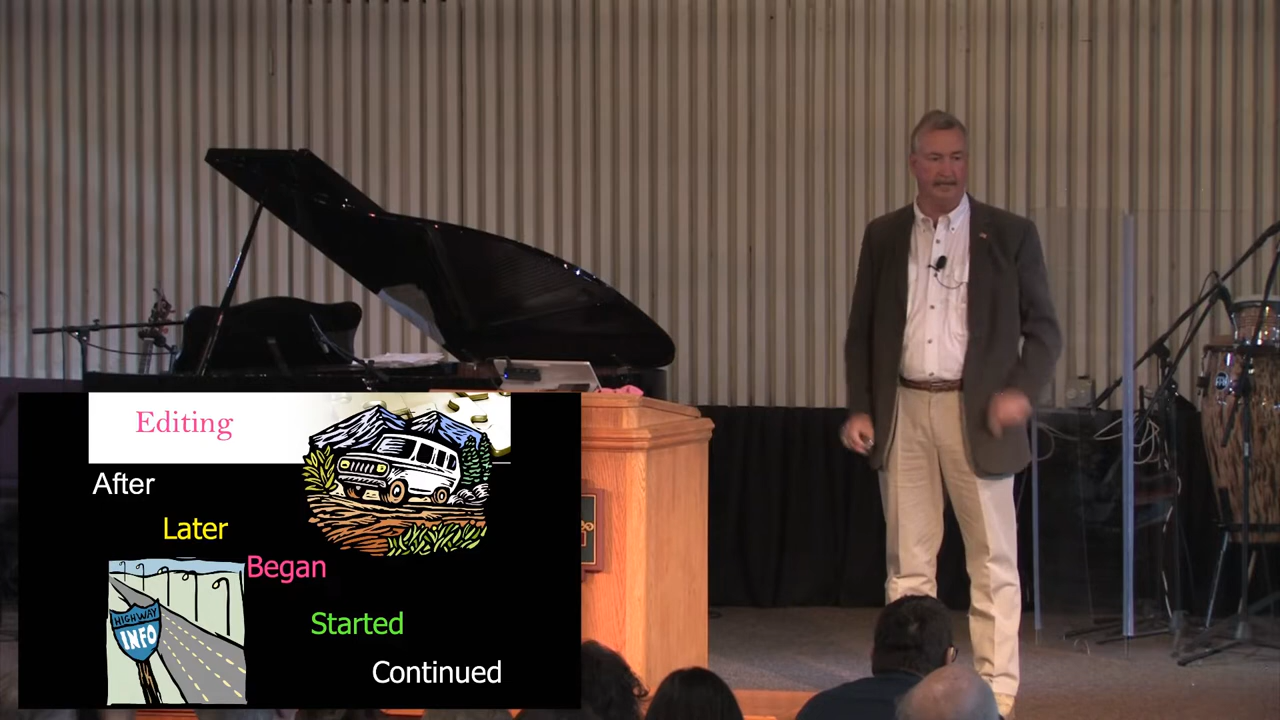 Editing
After
Later
Began
HIGHWAY
INFO
Started
Continued